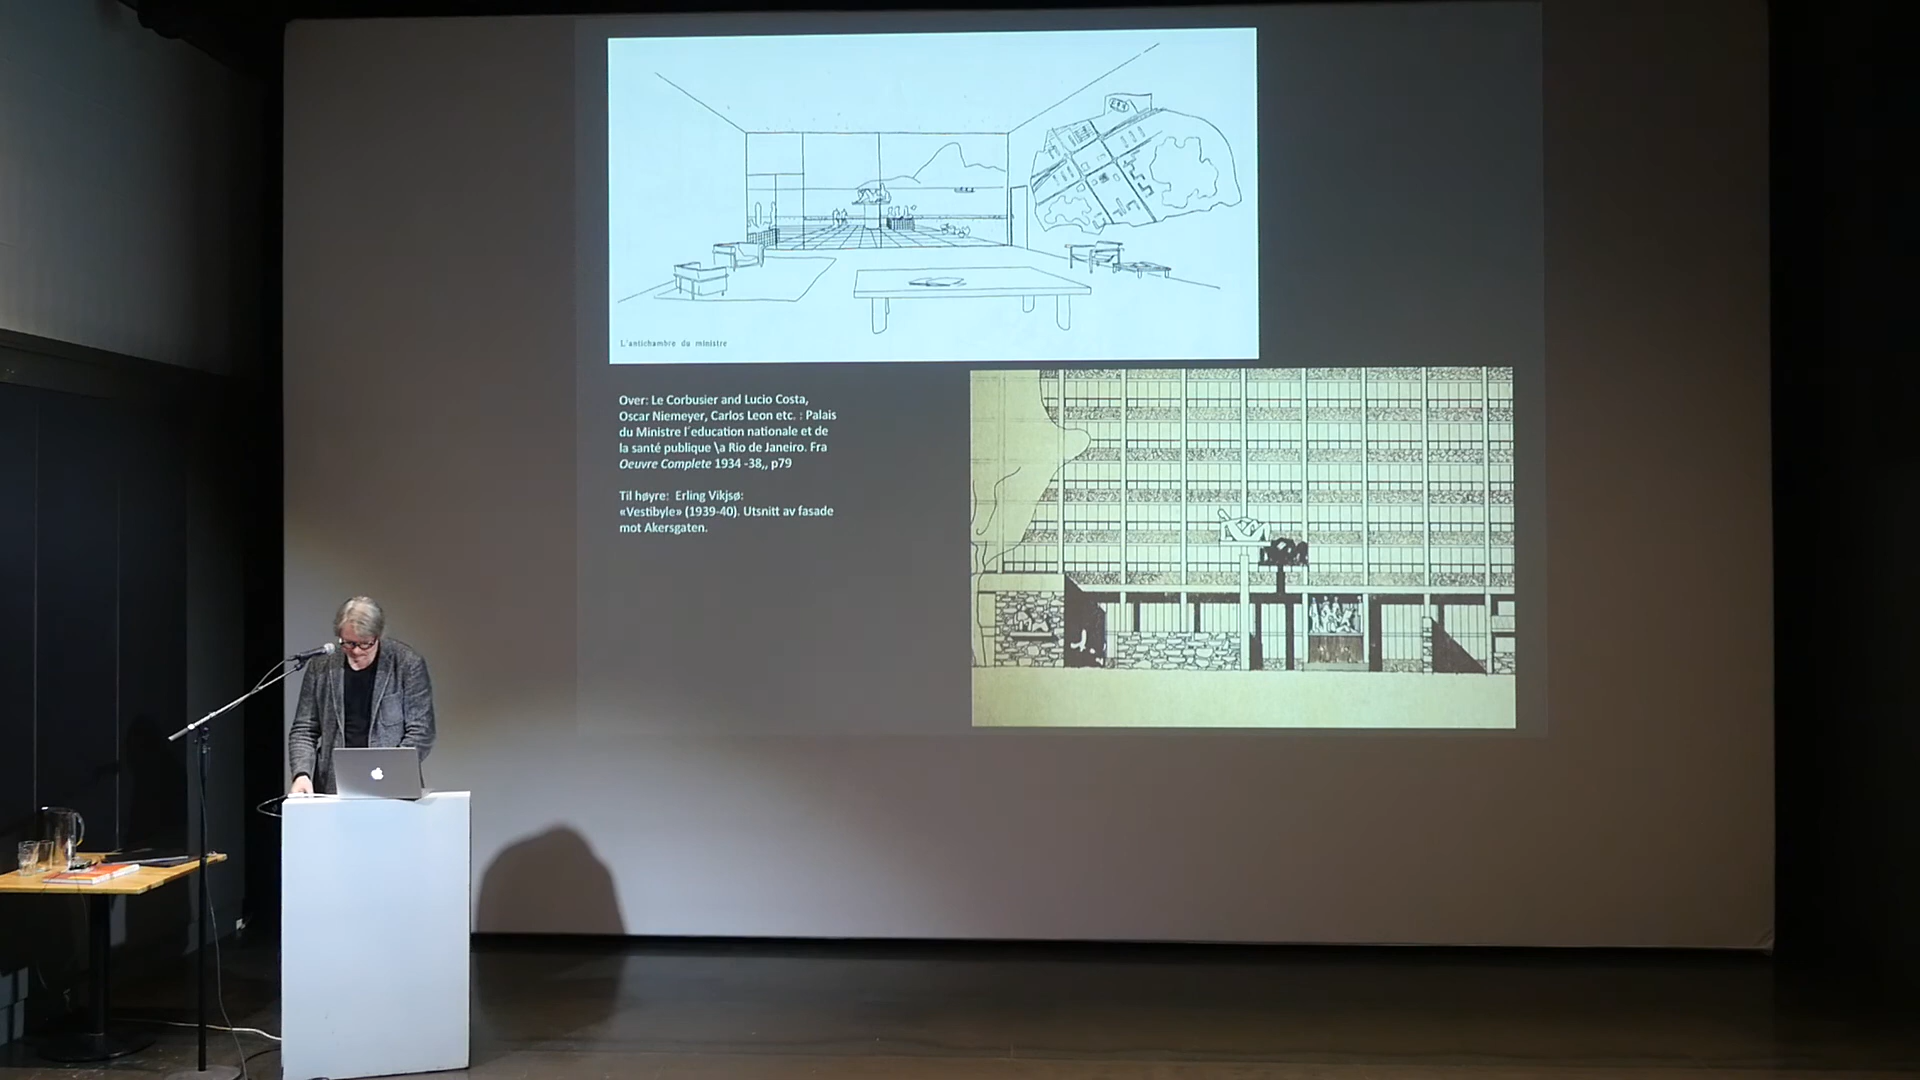 L'antichambre du ministre
Over: Le Corbusier and Lucio Costa,
Oscar Niemeyer, Carlos Leon etc. : Palais
du Ministre l´education nationale et de
la santé publique \a Rio de Janeiro. Fra
Oeuvre Complete 1934 -38,, p79
Til høyre:  Erling Vikjsø:
«Vestibyle» (1939-40). Utsnitt av fasade
mot Akersgaten.